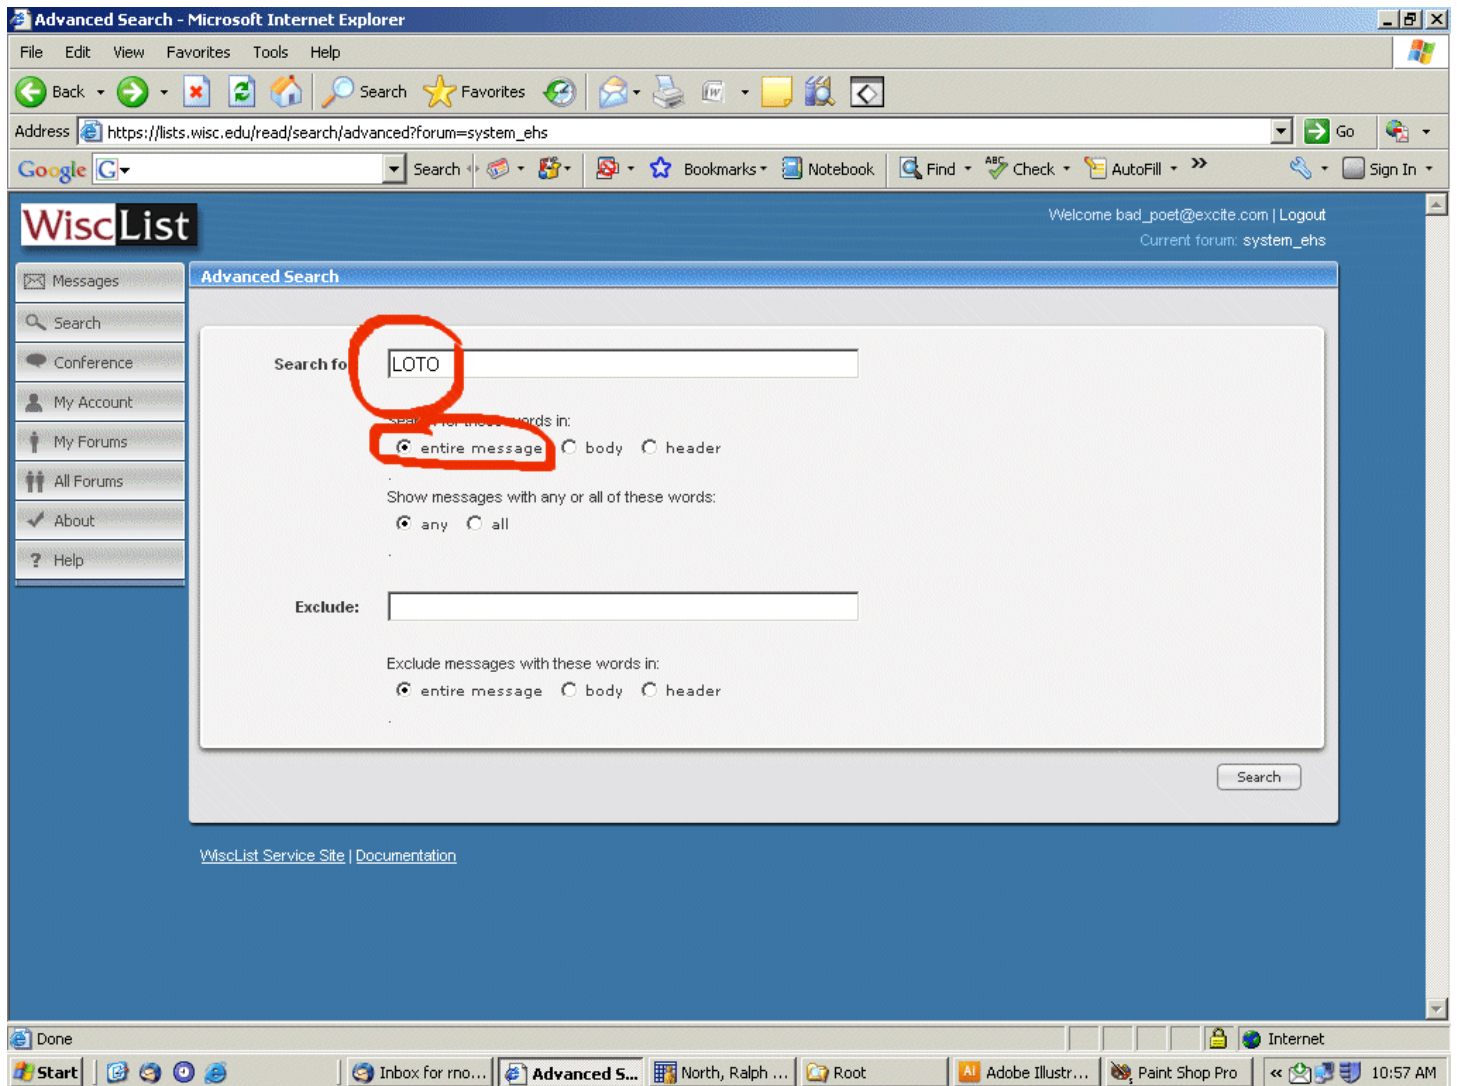 Advanced Search - Microsoft Internet Explorer
File Edit View Favorites Tools Help
Back Search Favorites
Address https://lists.wisc.edu/read/search/advanced?forum=system_ehs Go
Google G Search Bookmarks Notebook Find ABC Check AutoFill » Sign In
WiscList
Welcome bad_poet@excite.com | Logout
Current forum: system_ehs
Messages
Search
Conference
My Account
My Forums
All Forums
About
Help
Advanced Search
Search fo LOTO
Search for these words in:
entire message body header
.
Show messages with any or all of these words:
any all
.
Exclude:
Exclude messages with these words in:
entire message body header
.
Search
WiscList Service Site | Documentation
Done Internet
Start Inbox for rno... Advanced S... North, Ralph ... Root Adobe Illustr... Paint Shop Pro « 10:57 AM